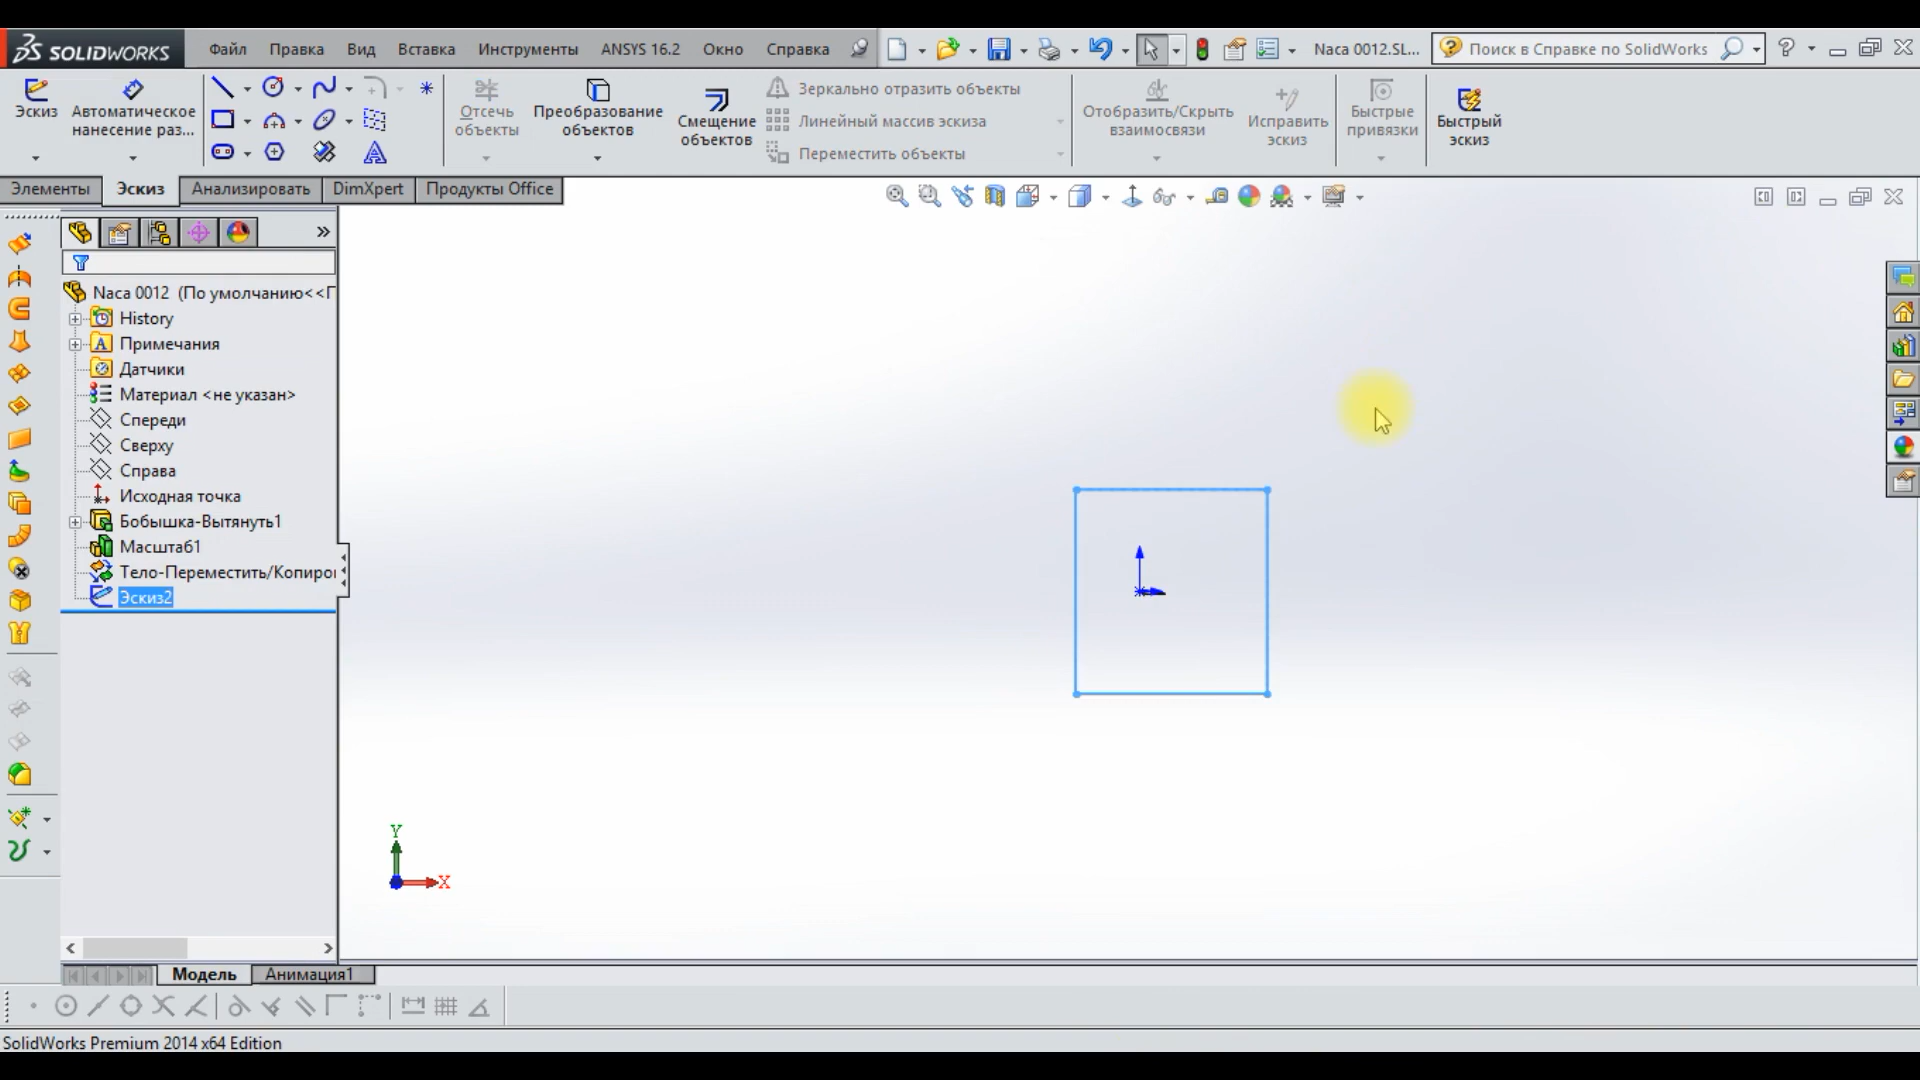 SOLIDWORKS Файл Правка Вид Вставка Инструменты ANSYS 16.2 Окно Справка Naca 0012.SL... Поиск в Справке по SolidWorks
Эскиз
Автоматическое
нанесение раз...
Отсечь
объекты
Преобразование
объектов
Смещение
объектов
Зеркально отразить объекты
Линейный массив эскиза
Переместить объекты
Отобразить/Скрыть
взаимосвязи
Исправить
эскиз
Быстрые
привязки
Быстрый
эскиз
Элементы Эскиз Анализировать DimXpert Продукты Office
Naca 0012 (По умолчанию<<П
History
Примечания
Датчики
Материал <не указан>
Спереди
Сверху
Справа
Исходная точка
Бобышка-Вытянуть1
Масштаб1
Тело-Переместить/Копиро
Эскиз2
Y
X
Модель Анимация1
SolidWorks Premium 2014 x64 Edition